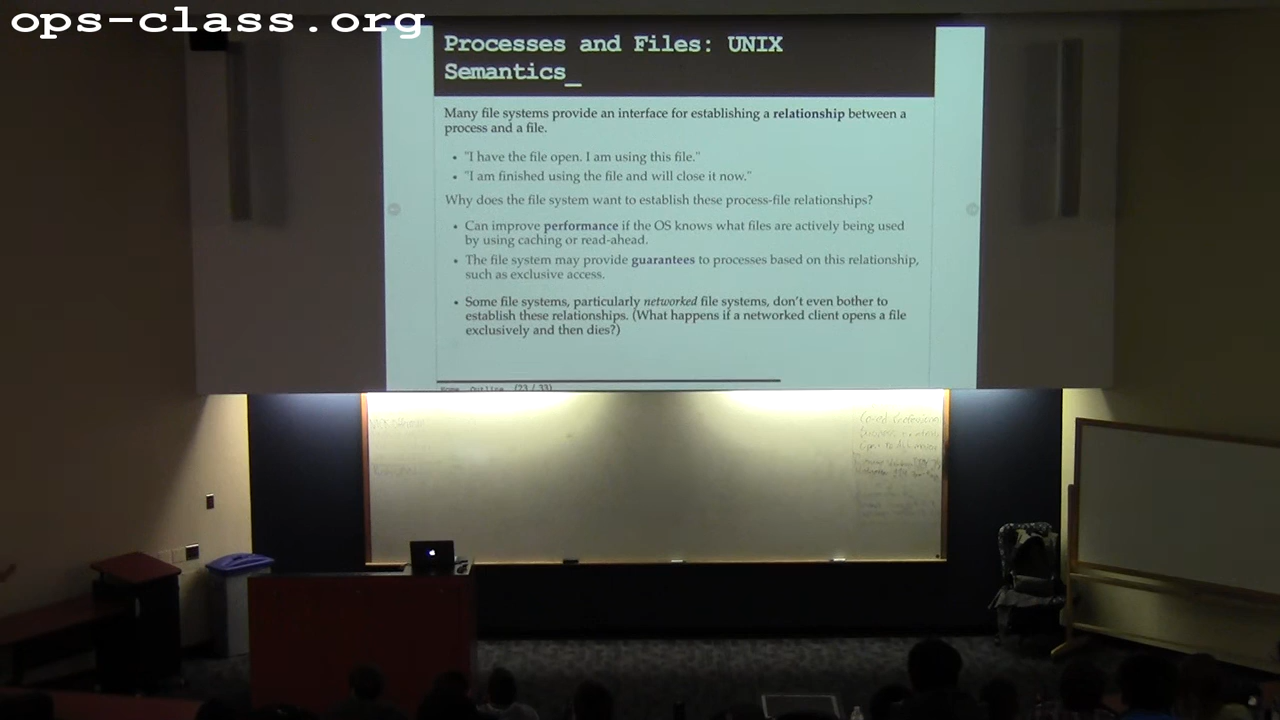 ops-class.org
Processes and Files: UNIX
Semantics_
Many file systems provide an interface for establishing a relationship between a
process and a file.
• "I have the file open. I am using this file."
• "I am finished using the file and will close it now."
Why does the file system want to establish these process-file relationships?
• Can improve performance if the OS knows what files are actively being used
by using caching or read-ahead.
• The file system may provide guarantees to processes based on this relationship,
such as exclusive access.
• Some file systems, particularly networked file systems, don't even bother to
establish these relationships. (What happens if a networked client opens a file
exclusively and then dies?)
Home Outline (23 / 33)